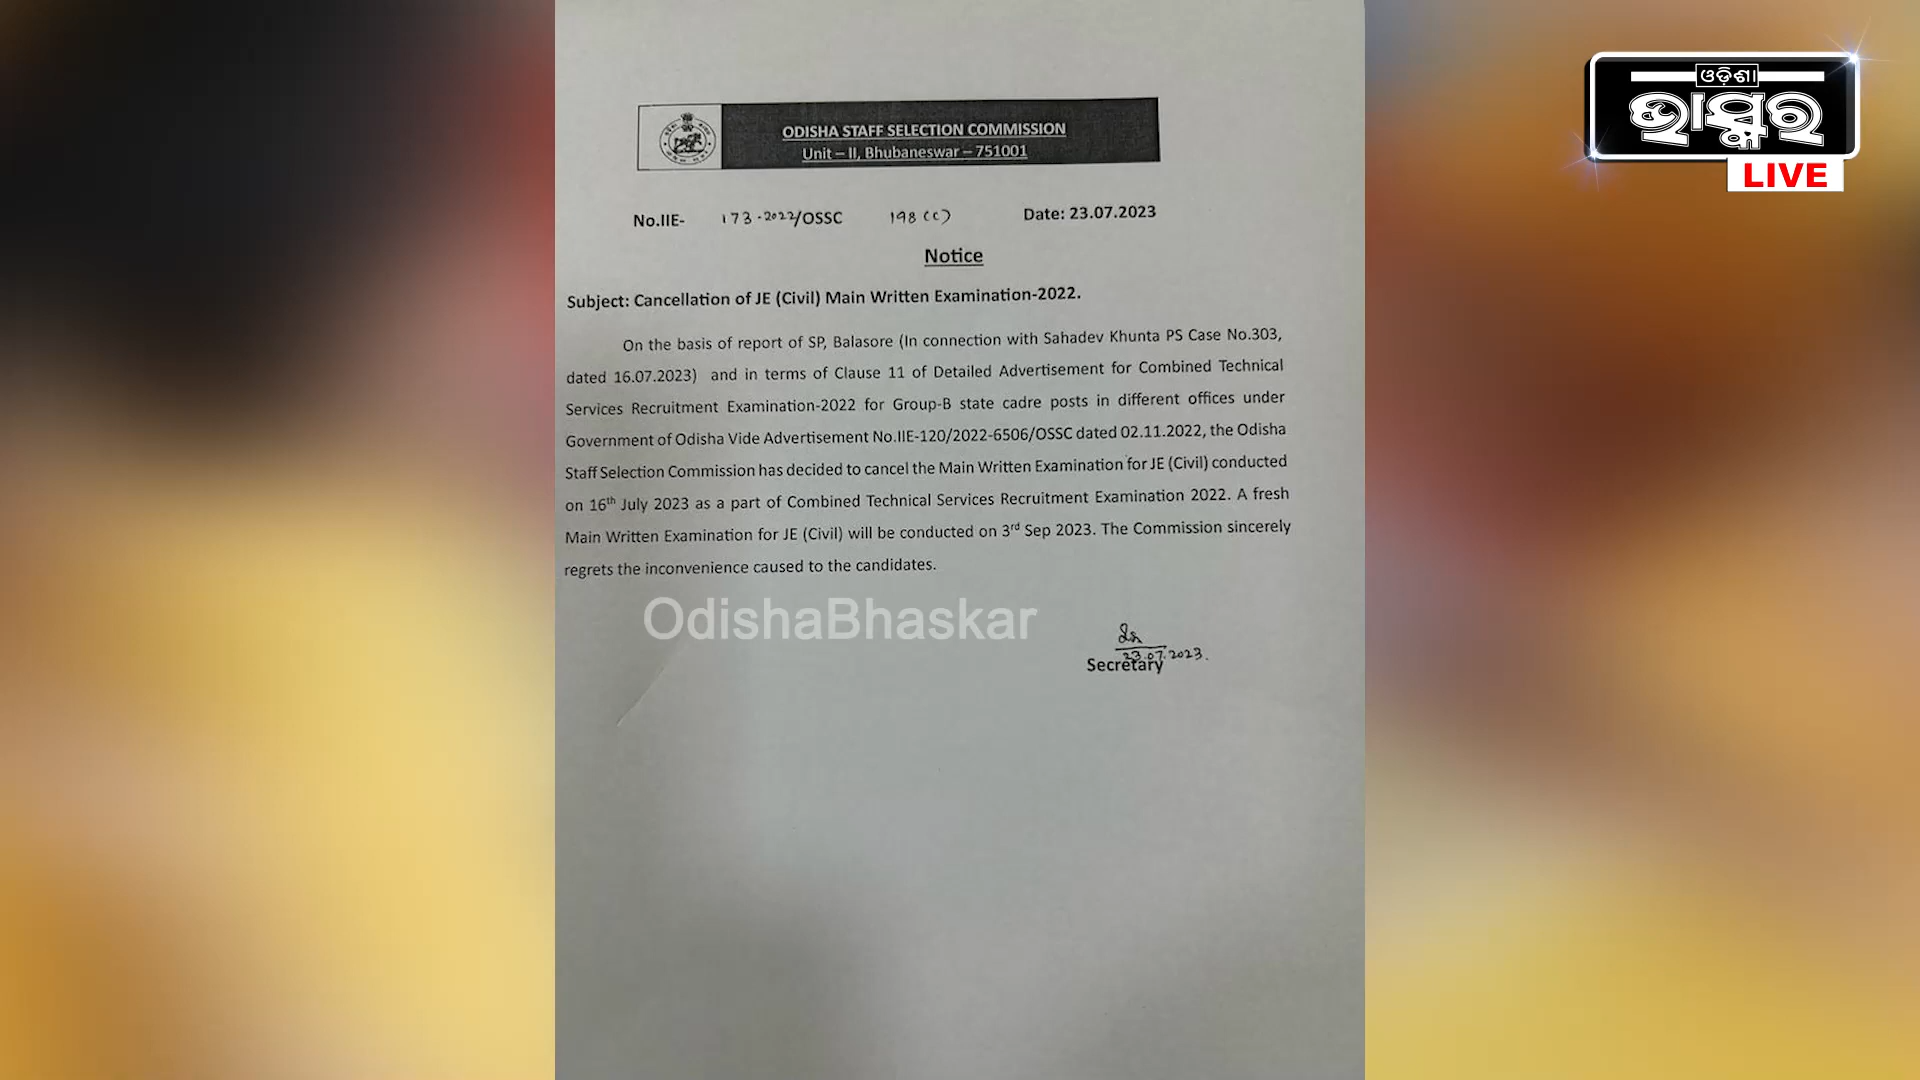 ଓଡ଼ିଶା
ଭାସ୍କର
LIVE
ODISHA STAFF SELECTION COMMISSION
Unit – II, Bhubaneswar – 751001
No.IIE- 173-2022/OSSC 198(C) Date: 23.07.2023
Notice
Subject: Cancellation of JE (Civil) Main Written Examination-2022.
On the basis of report of SP, Balasore (In connection with Sahadev Khunta PS Case No.303,
dated 16.07.2023) and in terms of Clause 11 of Detailed Advertisement for Combined Technical
Services Recruitment Examination-2022 for Group-B state cadre posts in different offices under
Government of Odisha Vide Advertisement No.IIE-120/2022-6506/OSSC dated 02.11.2022, the Odisha
Staff Selection Commission has decided to cancel the Main Written Examination for JE (Civil) conducted
on 16th July 2023 as a part of Combined Technical Services Recruitment Examination 2022. A fresh
Main Written Examination for JE (Civil) will be conducted on 3rd Sep 2023. The Commission sincerely
regrets the inconvenience caused to the candidates.
OdishaBhaskar
23.07.2023.
Secretary